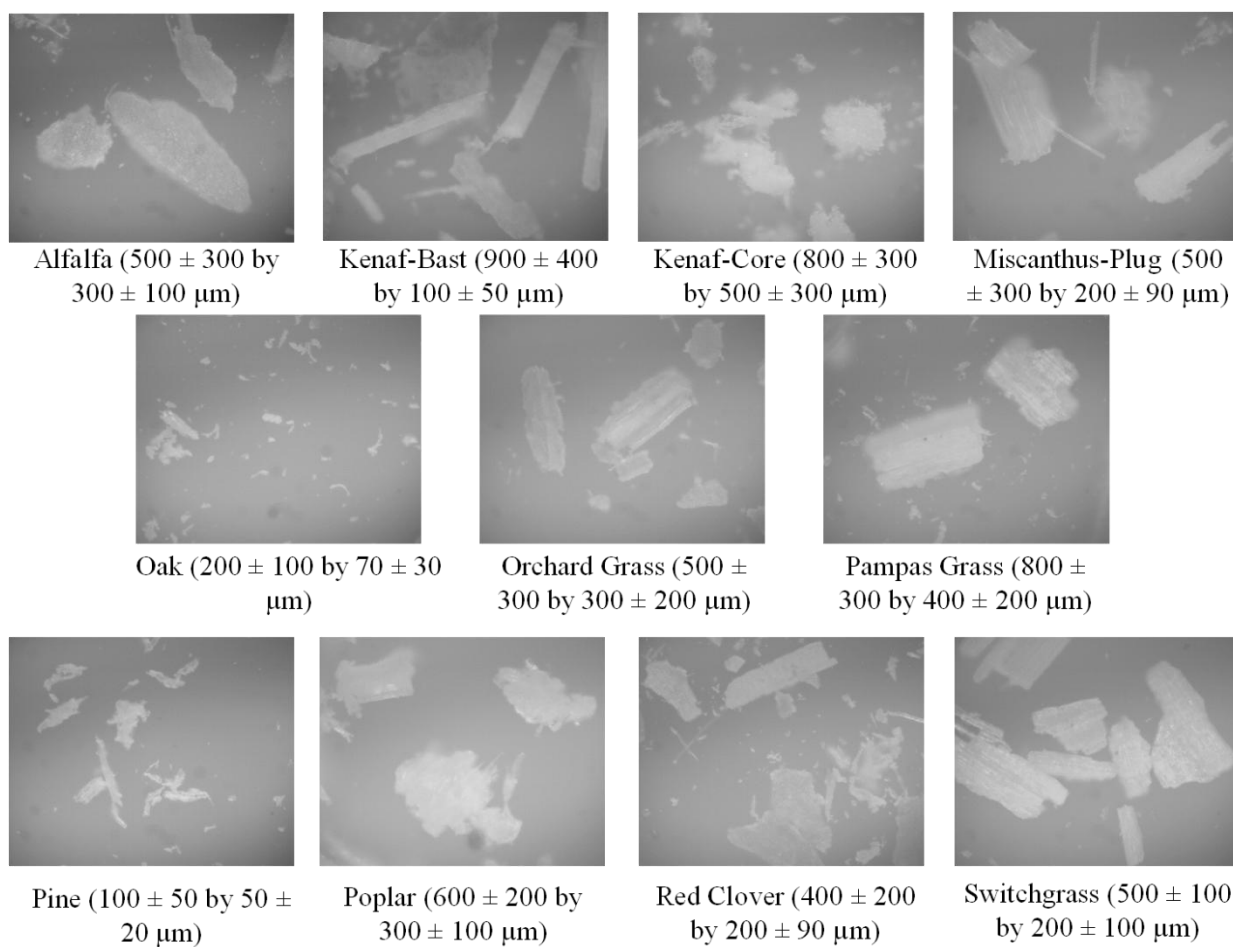 Alfalfa (500 ± 300 by
300 ± 100 μm)
Kenaf-Bast (900 ± 400
by 100 ± 50 μm)
Kenaf-Core (800 ± 300
by 500 ± 300 μm)
Miscanthus-Plug (500
± 300 by 200 ± 90 μm)
Oak (200 ± 100 by 70 ± 30
μm)
Orchard Grass (500 ±
300 by 300 ± 200 μm)
Pampas Grass (800 ±
300 by 400 ± 200 μm)
Pine (100 ± 50 by 50 ±
20 μm)
Poplar (600 ± 200 by
300 ± 100 μm)
Red Clover (400 ± 200
by 200 ± 90 μm)
Switchgrass (500 ± 100
by 200 ± 100 μm)